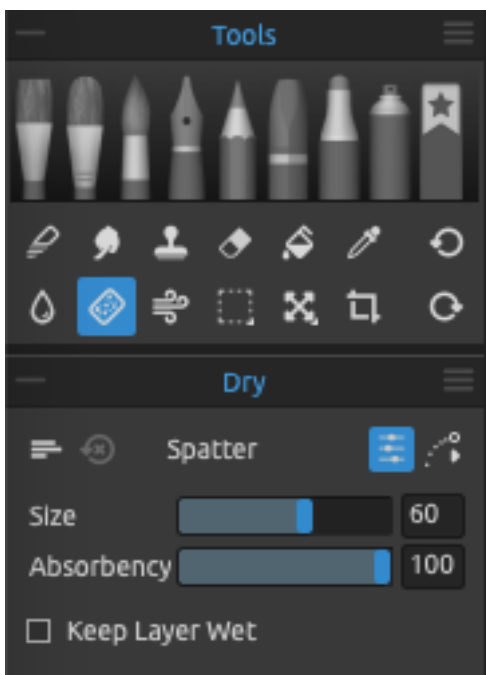 Tools
Dry
Spatter
Size 60
Absorbency 100
Keep Layer Wet